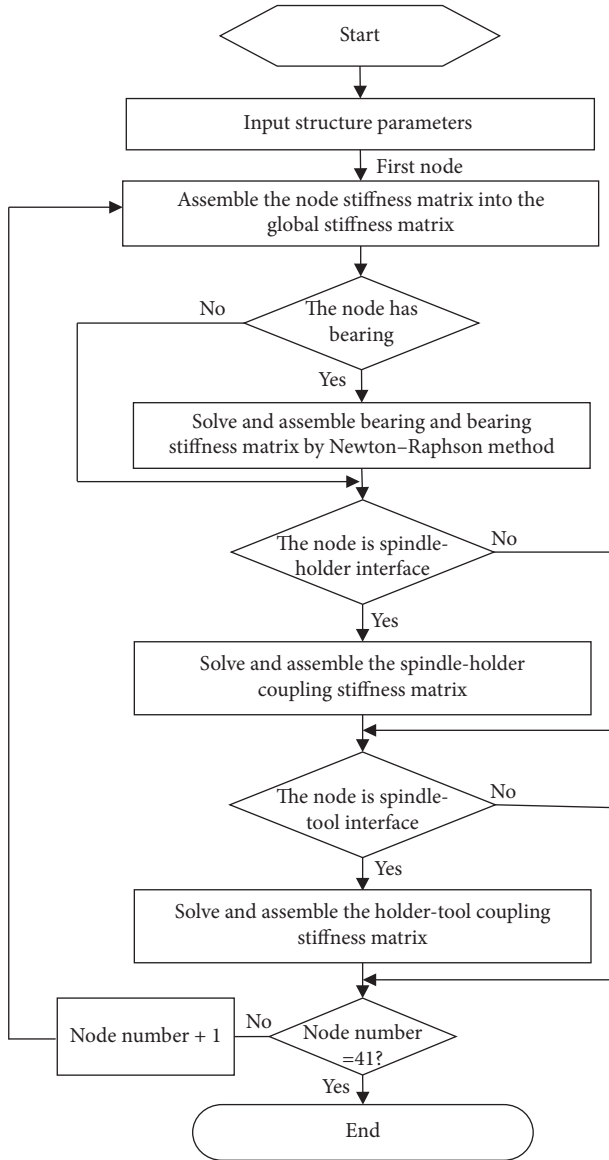 Start
Input structure parameters
First node
Assemble the node stiffness matrix into the
global stiffness matrix
No
The node has
bearing
Yes
Solve and assemble bearing and bearing
stiffness matrix by Newton–Raphson method
The node is spindle-
holder interface
No
Yes
Solve and assemble the spindle-holder
coupling stiffness matrix
The node is spindle-
tool interface
No
Yes
Solve and assemble the holder-tool coupling
stiffness matrix
Node number + 1
No
Node number
=41?
Yes
End